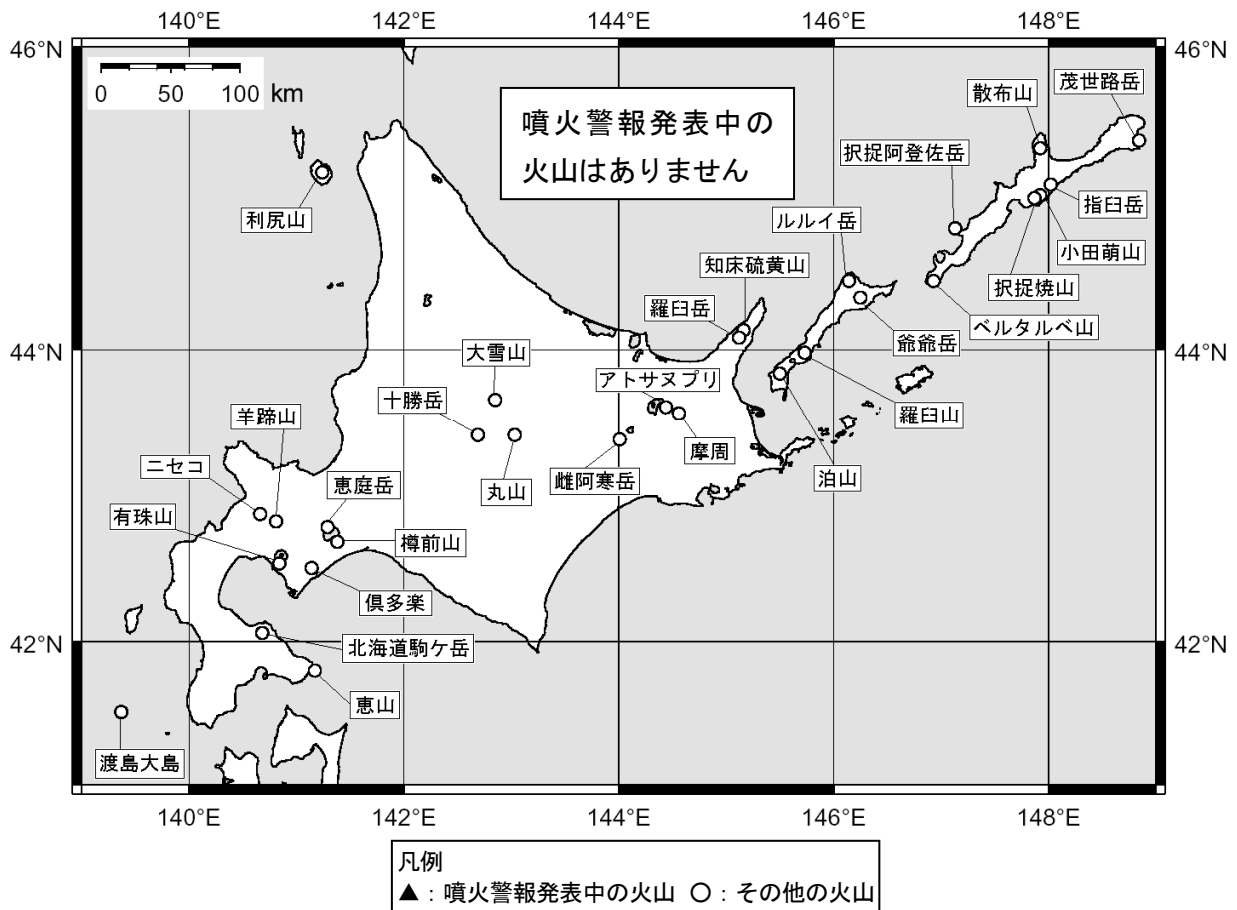 140°E 142°E 144°E 146°E 148°E
46°N 46°N
0 50 100 km
噴火警報発表中の
火山はありません
茂世路岳
散布山
択捉阿登佐岳
利尻山
指臼岳
ルルイ岳
小田萌山
知床硫黄山
択捉焼山
羅臼岳
ベルタルベ山
爺爺岳
44°N 44°N
大雪山
アトサヌプリ
十勝岳
羊蹄山
羅臼山
摩周
ニセコ
恵庭岳
丸山
雌阿寒岳
泊山
有珠山
樽前山
倶多楽
42°N 42°N
北海道駒ケ岳
恵山
渡島大島
140°E 142°E 144°E 146°E 148°E
凡例
▲：噴火警報発表中の火山 ○：その他の火山